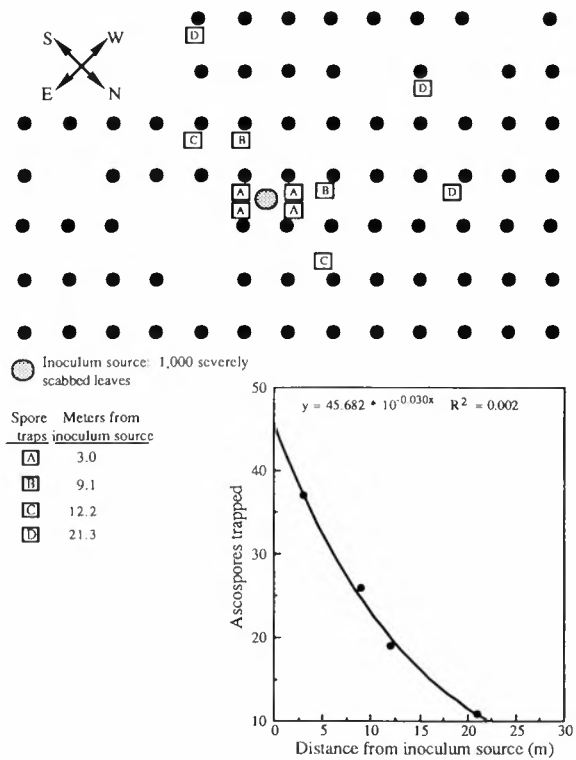 S W
E N
D
D
C B
A A B D
A A
C
Inoculum source: 1,000 severely
scabbed leaves
Spore Meters from
traps inoculum source
A 3.0
B 9.1
C 12.2
D 21.3
y = 45.682 * 10^-0.030x R^2 = 0.002
50
40
30
20
10
Ascospores trapped
0 5 10 15 20 25 30
Distance from inoculum source (m)